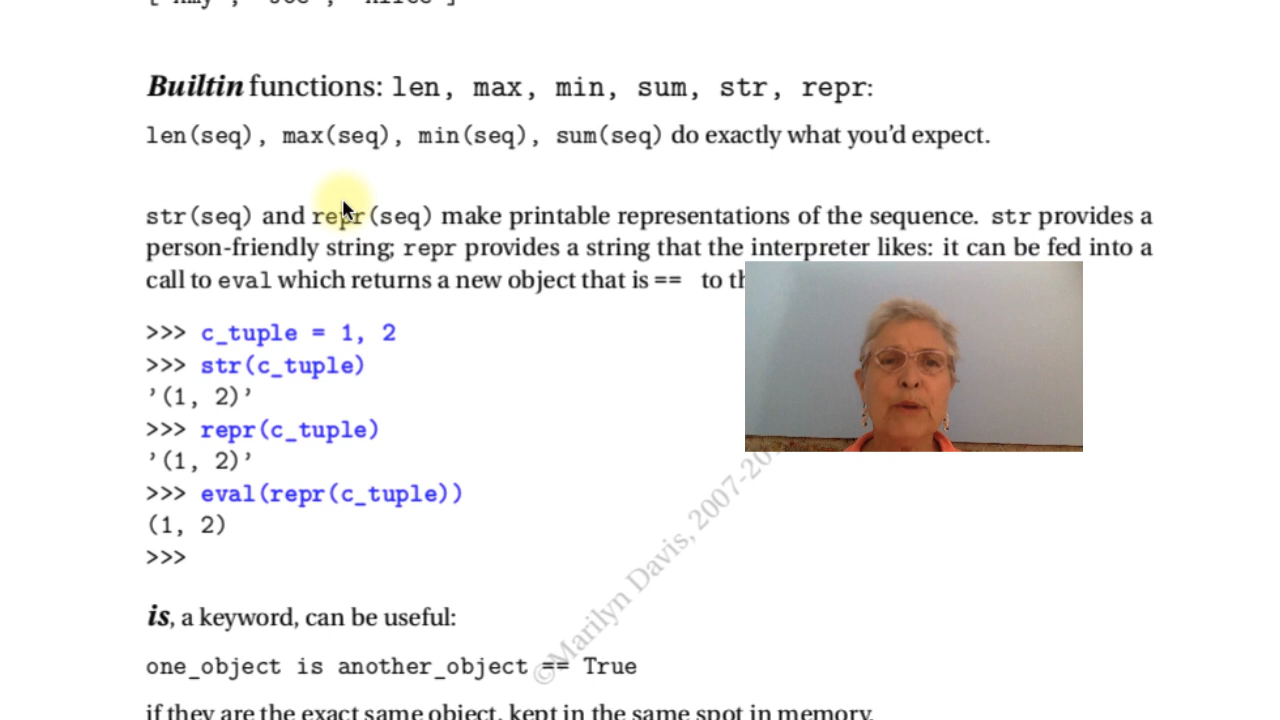 Builtin functions: len, max, min, sum, str, repr:
len(seq), max(seq), min(seq), sum(seq) do exactly what you'd expect.
str(seq) and repr(seq) make printable representations of the sequence. str provides a
person-friendly string; repr provides a string that the interpreter likes: it can be fed into a
call to eval which returns a new object that is == to
>>> c_tuple = 1, 2
>>> str(c_tuple)
'(1, 2)'
>>> repr(c_tuple)
'(1, 2)'
>>> eval(repr(c_tuple))
(1, 2)
>>>
©Marilyn Davis, 2007-20
is, a keyword, can be useful:
one_object is another_object == True
if they are the exact same object, kept in the same spot in memory.